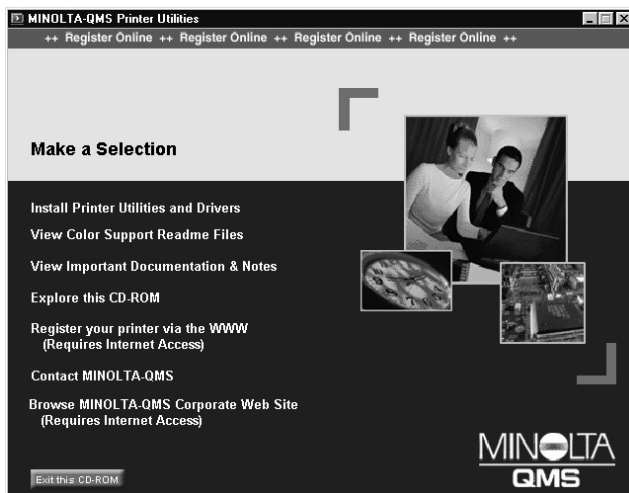 MINOLTA-QMS Printer Utilities
++ Register Online ++ Register Online ++ Register Online ++ Register Online ++
Make a Selection
Install Printer Utilities and Drivers
View Color Support Readme Files
View Important Documentation & Notes
Explore this CD-ROM
Register your printer via the WWW
(Requires Internet Access)
Contact MINOLTA-QMS
Browse MINOLTA-QMS Corporate Web Site
(Requires Internet Access)
Exit this CD-ROM
MINOLTA
QMS